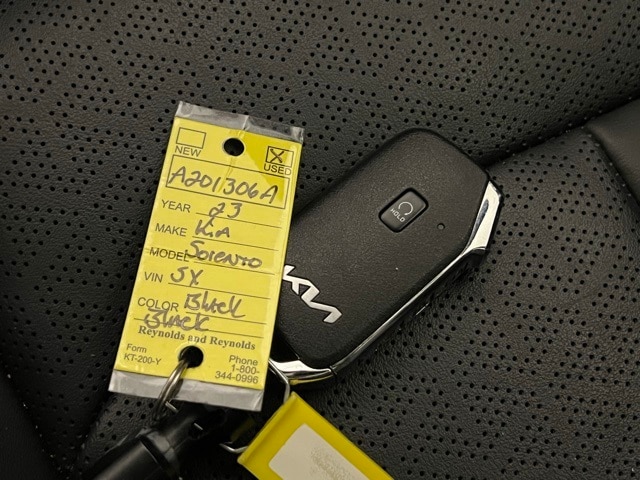 NEW
USED
A201306A
YEAR 23
MAKE KIA
MODEL Sorento
VIN SX
COLOR Black
Black
Reynolds and Reynolds
Form
KT-200-Y
Phone
1-800-
344-0996
HOLD
KIA